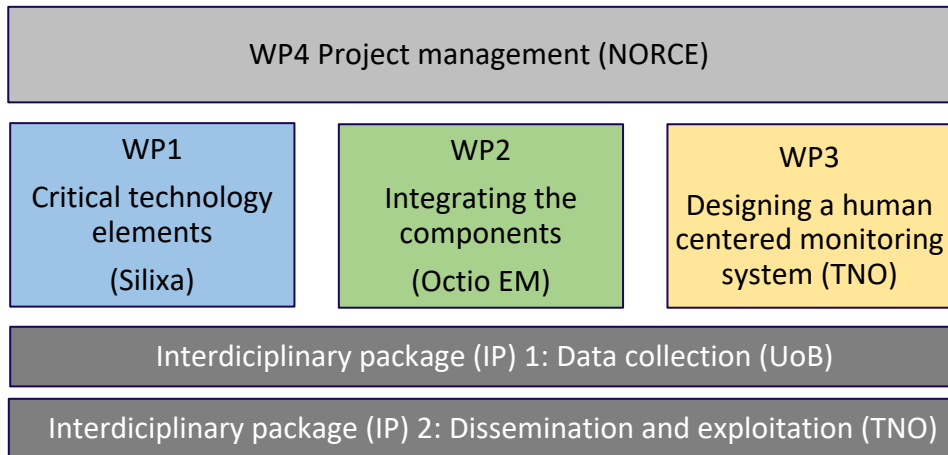 WP4 Project management (NORCE)
WP1
Critical technology
elements
(Silixa)
WP2
Integrating the
components
(Octio EM)
WP3
Designing a human
centered monitoring
system (TNO)
Interdiciplinary package (IP) 1: Data collection (UoB)
Interdiciplinary package (IP) 2: Dissemination and exploitation (TNO)